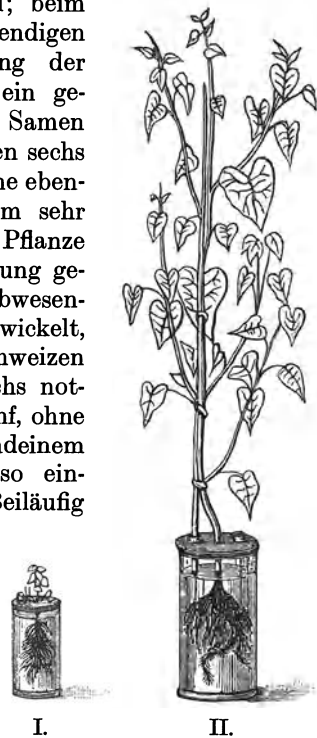 ; beim
endigen
ng der
ein ge-
Samen
en sechs
ne eben-
m sehr
Pflanze
ung ge-
bwesen-
wickelt,
nweizen
chs not-
nf, ohne
ndeinem
so ein-
Beiläufig
I.
II.